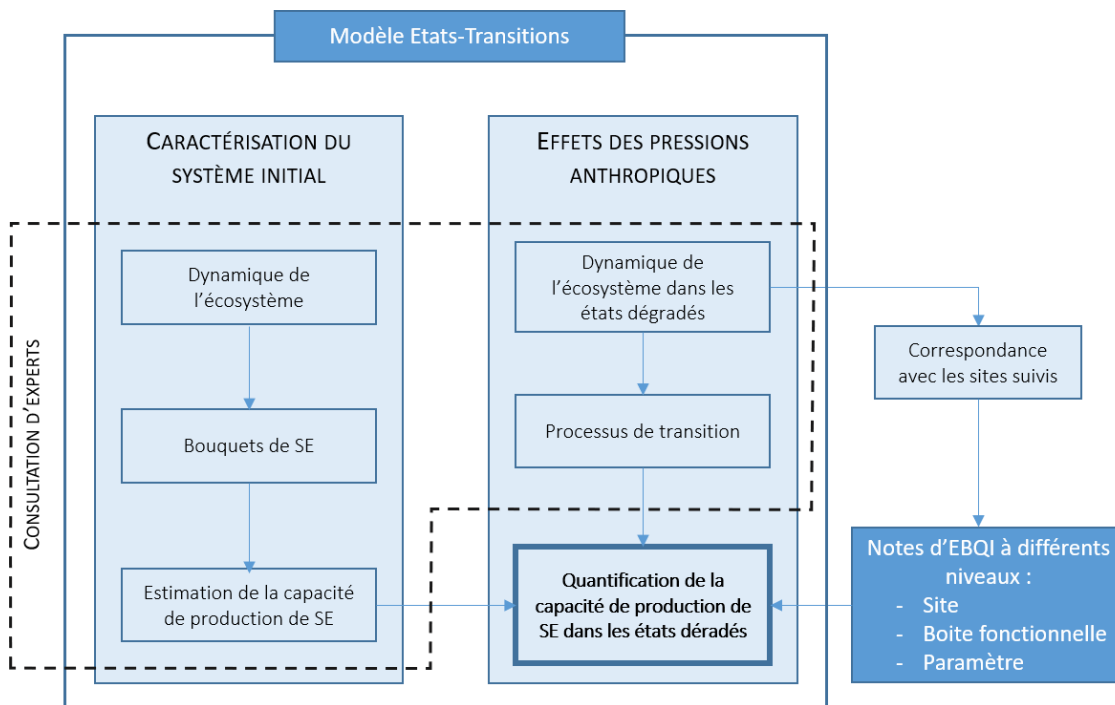 Modèle Etats-Transitions
CARACTÉRISATION DU
SYSTÈME INITIAL
EFFETS DES PRESSIONS
ANTHROPIQUES
CONSULTATION D'EXPERTS
Dynamique de
l'écosystème
Bouquets de SE
Estimation de la capacité
de production de SE
Dynamique de
l'écosystème dans les
états dégradés
Processus de transition
Quantification de la
capacité de production de
SE dans les états déradés
Correspondance
avec les sites suivis
Notes d'EBQI à différents
niveaux :
- Site
- Boite fonctionnelle
- Paramètre